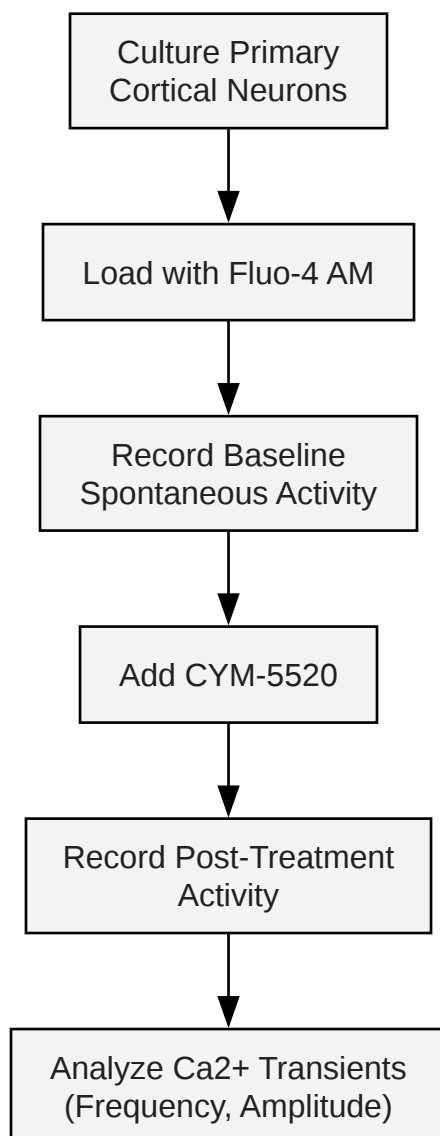 Culture Primary
Cortical Neurons
Load with Fluo-4 AM
Record Baseline
Spontaneous Activity
Add CYM-5520
Record Post-Treatment
Activity
Analyze Ca2+ Transients
(Frequency, Amplitude)